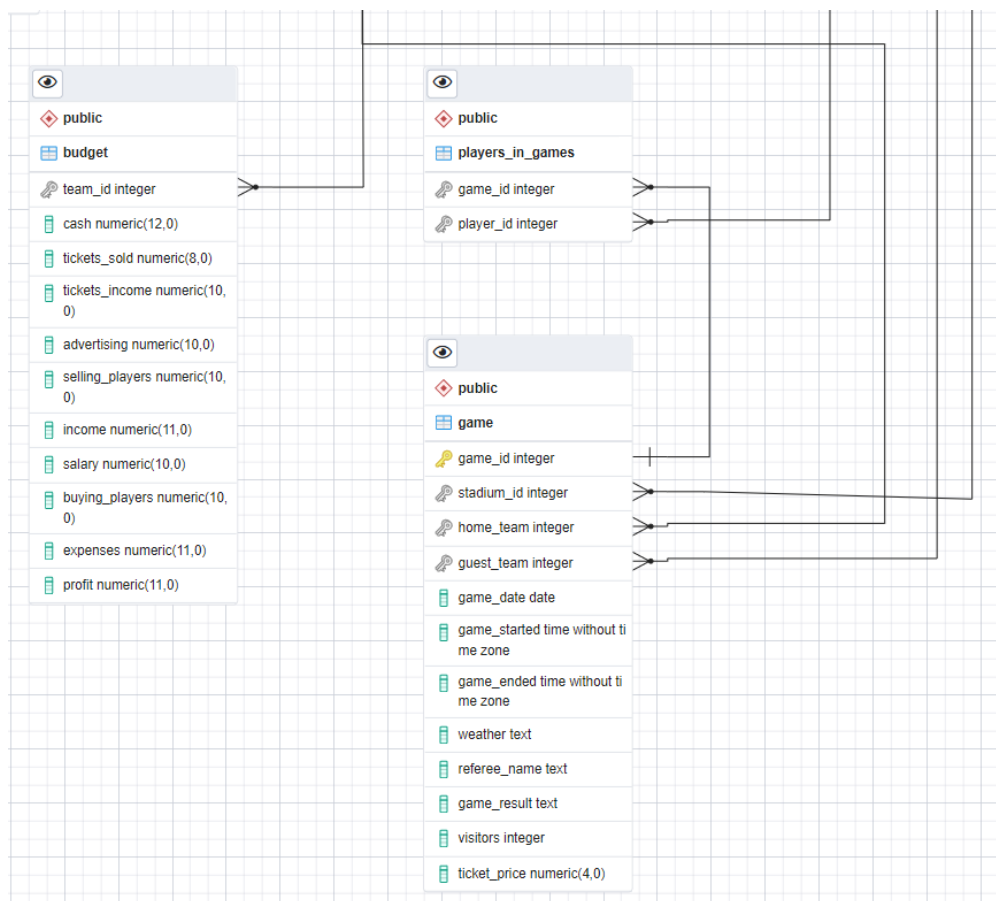 public
budget
team_id integer
cash numeric(12,0)
tickets_sold numeric(8,0)
tickets_income numeric(10,
0)
advertising numeric(10,0)
selling_players numeric(10,
0)
income numeric(11,0)
salary numeric(10,0)
buying_players numeric(10,
0)
expenses numeric(11,0)
profit numeric(11,0)
public
players_in_games
game_id integer
player_id integer
public
game
game_id integer
stadium_id integer
home_team integer
guest_team integer
game_date date
game_started time without ti
me zone
game_ended time without ti
me zone
weather text
referee_name text
game_result text
visitors integer
ticket_price numeric(4,0)